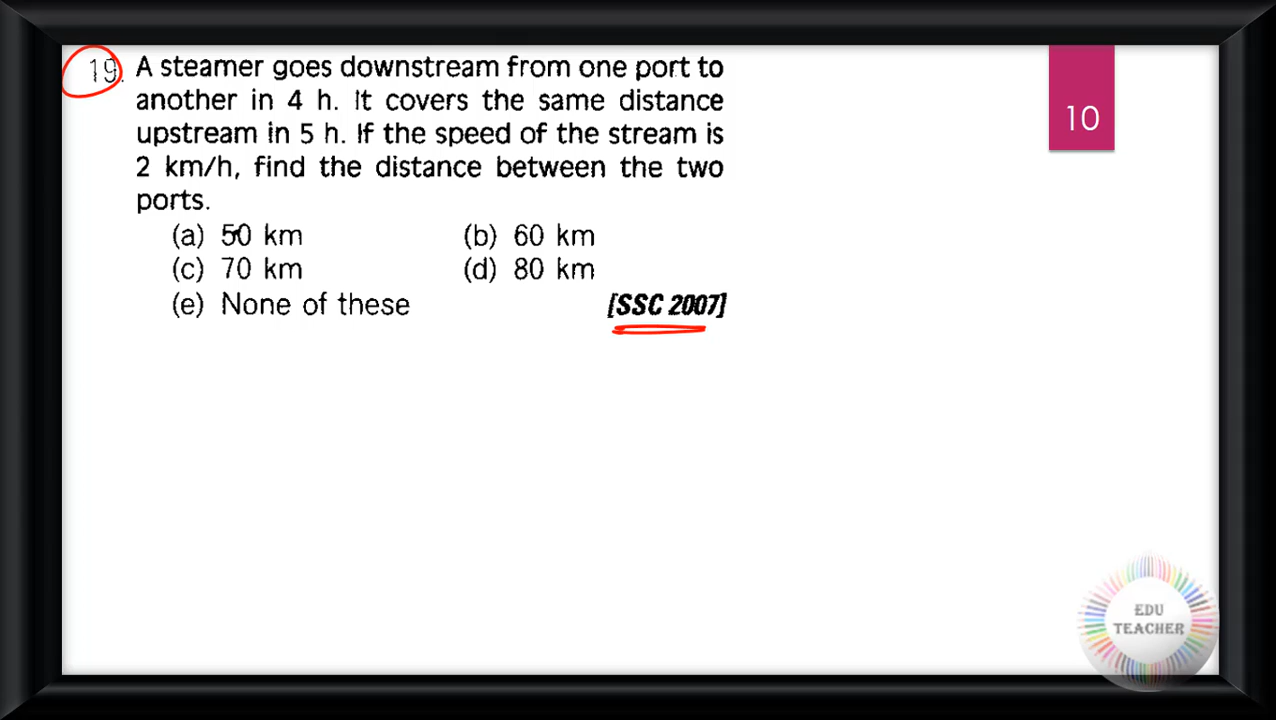 19. A steamer goes downstream from one port to
another in 4 h. It covers the same distance
upstream in 5 h. If the speed of the stream is
2 km/h, find the distance between the two
ports.
(a) 50 km (b) 60 km
(c) 70 km (d) 80 km
(e) None of these [SSC 2007]
10
EDU
TEACHER